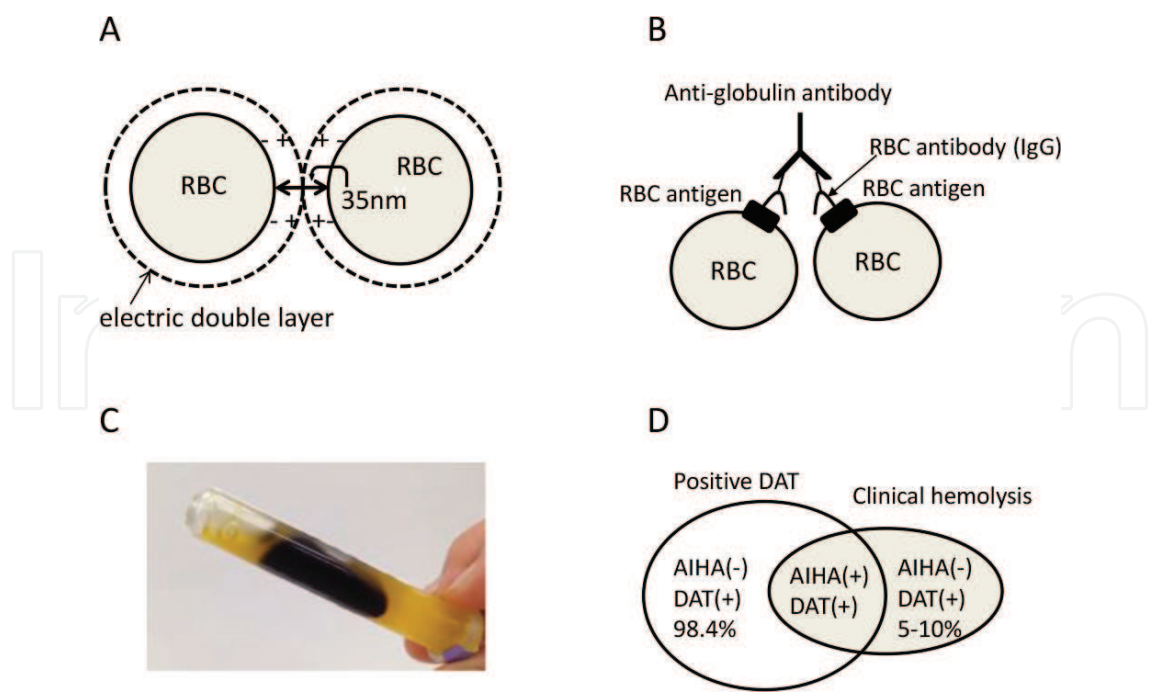 A
RBC
RBC
- +
+ -
35nm
- +
+ -
electric double layer
B
Anti-globulin antibody
RBC antibody (IgG)
RBC antigen
RBC antigen
RBC
RBC
C
D
Positive DAT
Clinical hemolysis
AIHA(-)
DAT(+)
98.4%
AIHA(+)
DAT(+)
AIHA(-)
DAT(+)
5-10%